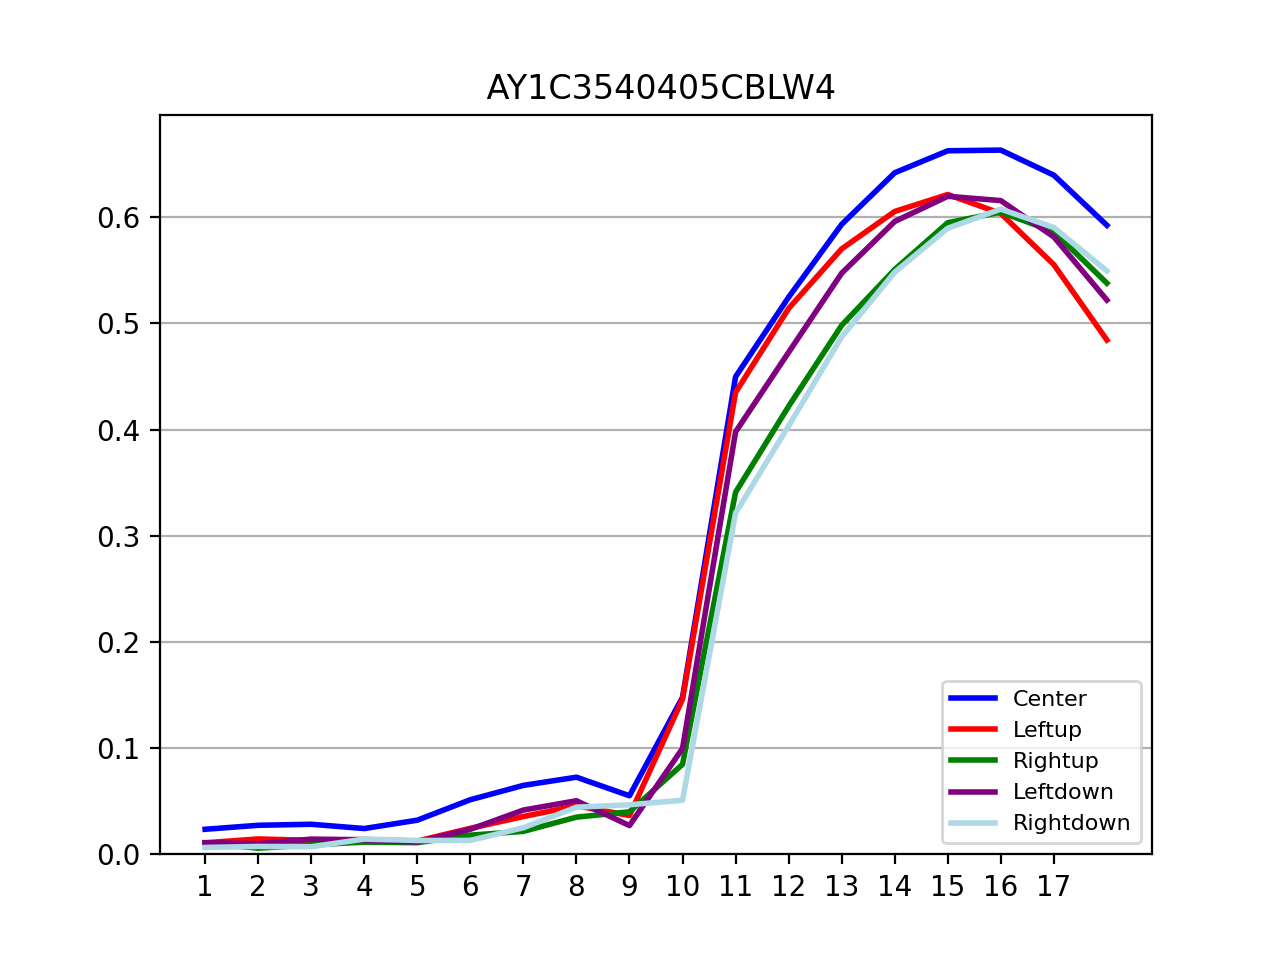 AY1C3540405CBLW4
0.6
0.5
0.4
0.3
0.2
0.1
0.0
1 2 3 4 5 6 7 8 9 10 11 12 13 14 15 16 17
Center
Leftup
Rightup
Leftdown
Rightdown